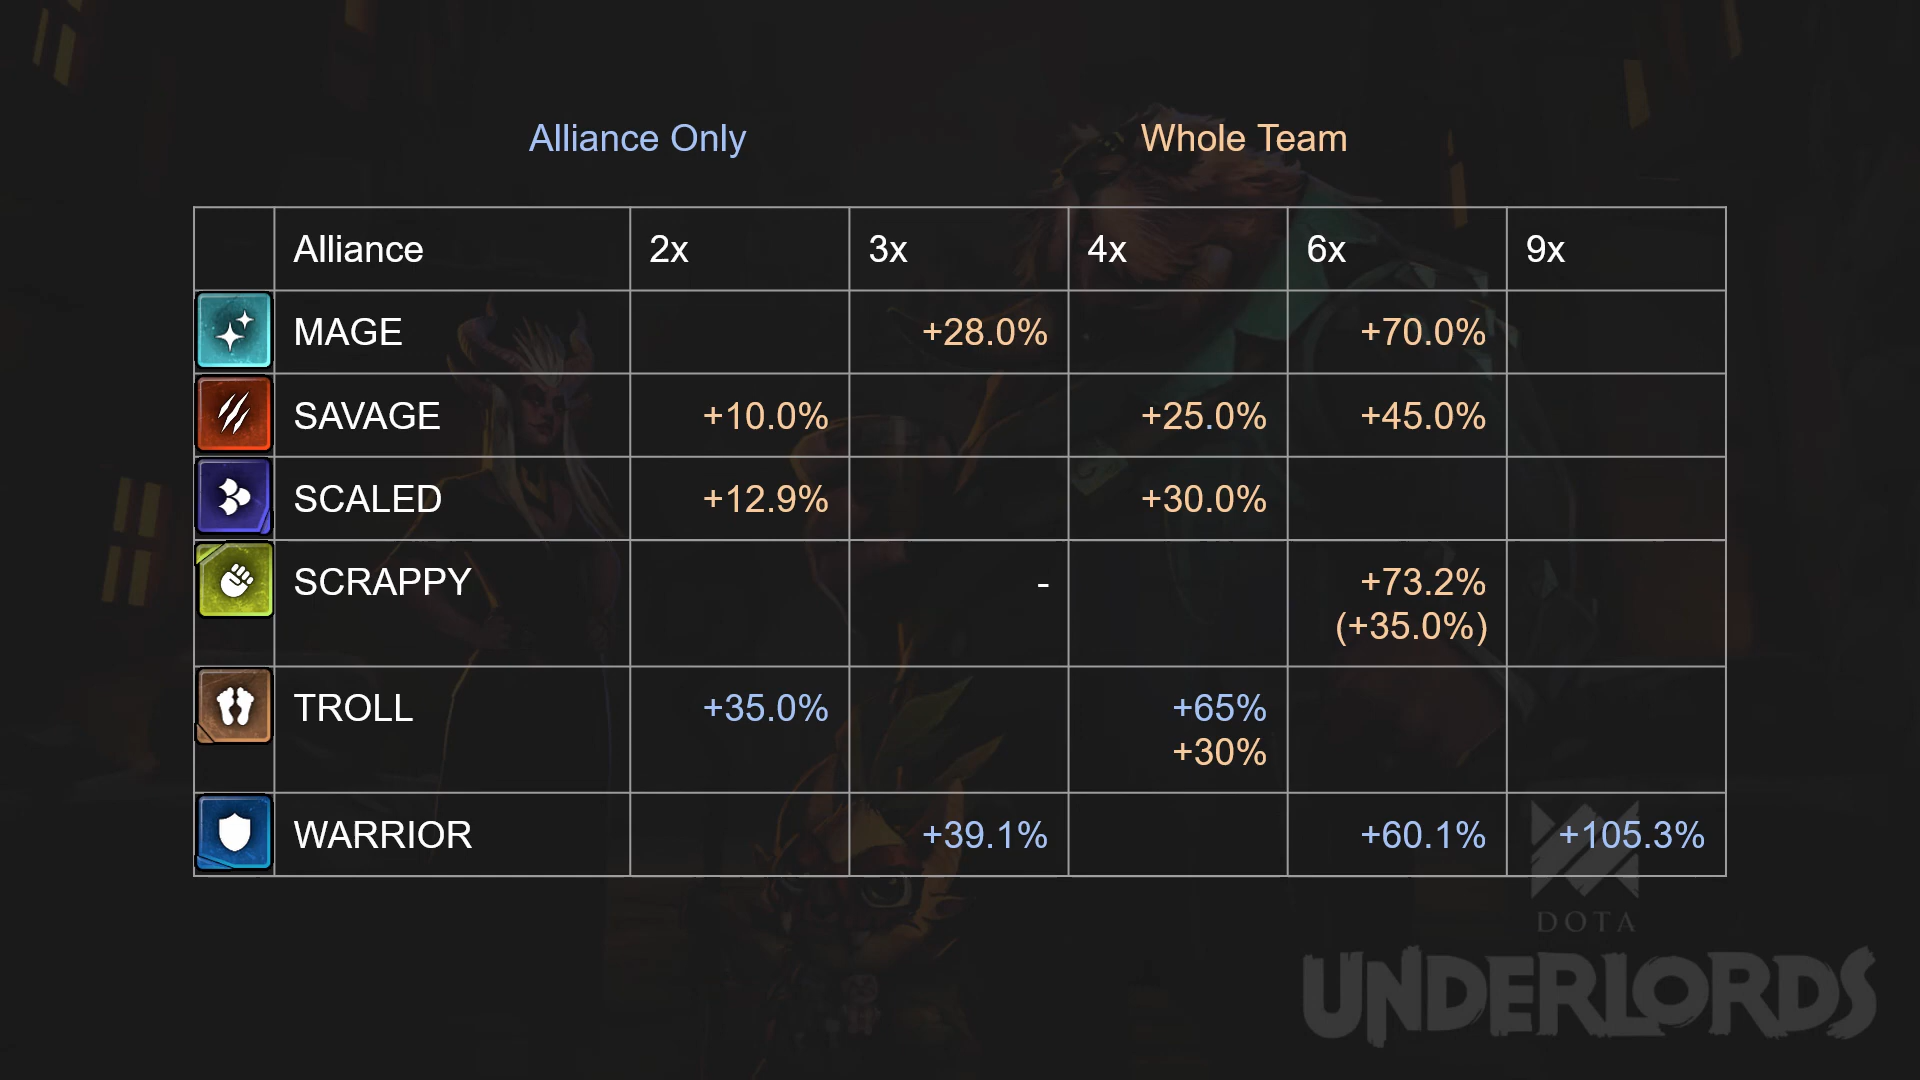 Alliance Only Whole Team
Alliance 2x 3x 4x 6x 9x
MAGE +28.0% +70.0%
SAVAGE +10.0% +25.0% +45.0%
SCALED +12.9% +30.0%
SCRAPPY - +73.2%
(+35.0%)
TROLL +35.0% +65%
+30%
WARRIOR +39.1% +60.1% +105.3%
DOTA
UNDERLORDS